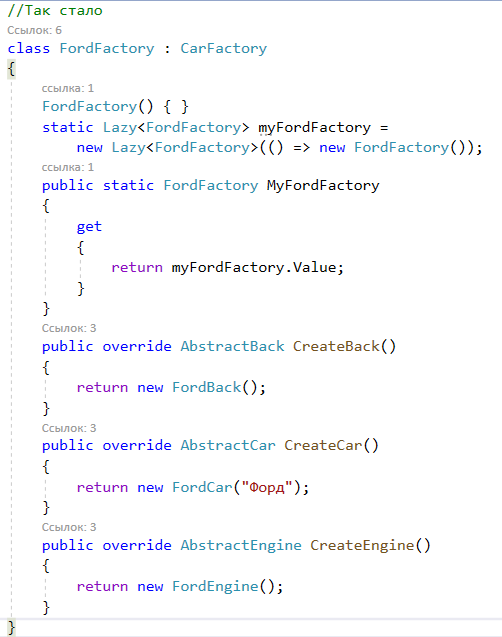 //Так стало
Ссылок: 6
class FordFactory : CarFactory
{
ссылка: 1
FordFactory() { }
static Lazy<FordFactory> myFordFactory =
new Lazy<FordFactory>(() => new FordFactory());
ссылка: 1
public static FordFactory MyFordFactory
{
get
{
return myFordFactory.Value;
}
}
Ссылок: 3
public override AbstractBack CreateBack()
{
return new FordBack();
}
Ссылок: 3
public override AbstractCar CreateCar()
{
return new FordCar("Форд");
}
Ссылок: 3
public override AbstractEngine CreateEngine()
{
return new FordEngine();
}
}